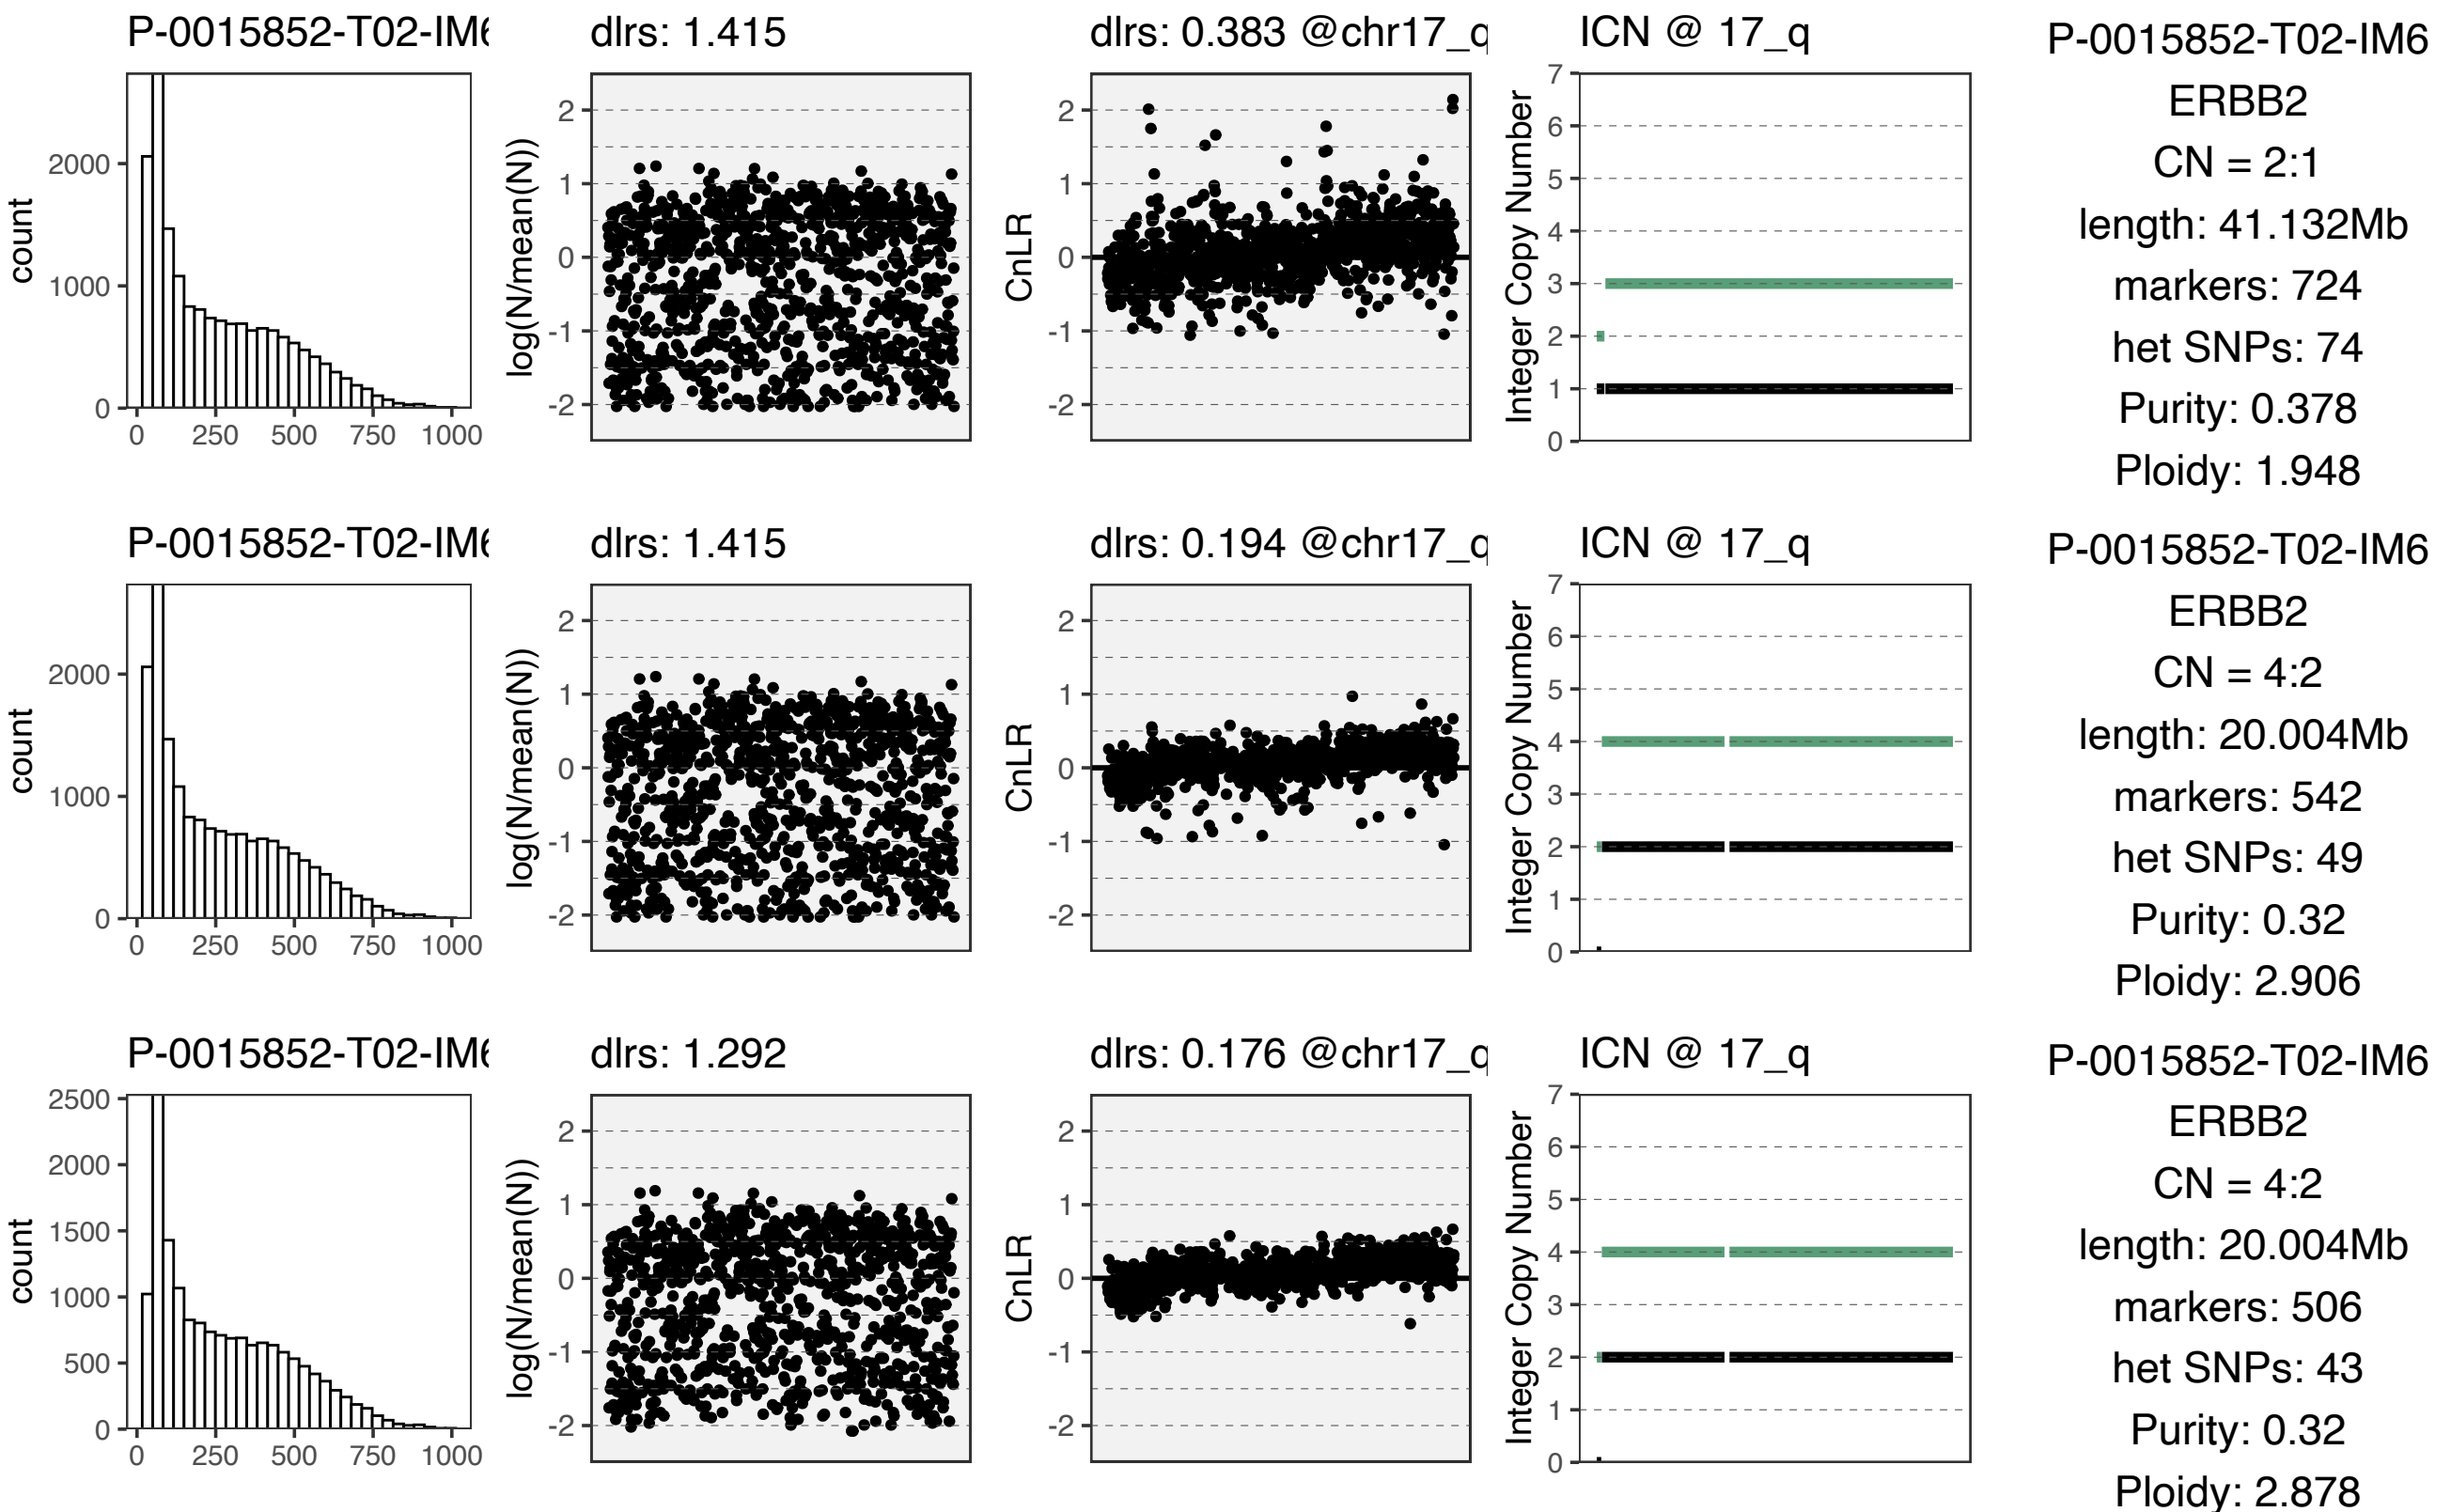 P-0015852-T02-IM6
dlrs: 1.415
dlrs: 0.383 @chr17_q
ICN @ 17_q
P-0015852-T02-IM6
ERBB2
CN = 2:1
length: 41.132Mb
markers: 724
het SNPs: 74
Purity: 0.378
Ploidy: 1.948
count
2000
1000
0
0 250 500 750 1000
log(N/mean(N))
2
1
0
-1
-2
CnLR
2
1
0
-1
-2
Integer Copy Number
7
6
5
4
3
2
1
0
P-0015852-T02-IM6
dlrs: 1.415
dlrs: 0.194 @chr17_q
ICN @ 17_q
P-0015852-T02-IM6
ERBB2
CN = 4:2
length: 20.004Mb
markers: 542
het SNPs: 49
Purity: 0.32
Ploidy: 2.906
count
2000
1000
0
0 250 500 750 1000
log(N/mean(N))
2
1
0
-1
-2
CnLR
2
1
0
-1
-2
Integer Copy Number
7
6
5
4
3
2
1
0
P-0015852-T02-IM6
dlrs: 1.292
dlrs: 0.176 @chr17_q
ICN @ 17_q
P-0015852-T02-IM6
ERBB2
CN = 4:2
length: 20.004Mb
markers: 506
het SNPs: 43
Purity: 0.32
Ploidy: 2.878
count
2500
2000
1500
1000
500
0
0 250 500 750 1000
log(N/mean(N))
2
1
0
-1
-2
CnLR
2
1
0
-1
-2
Integer Copy Number
7
6
5
4
3
2
1
0